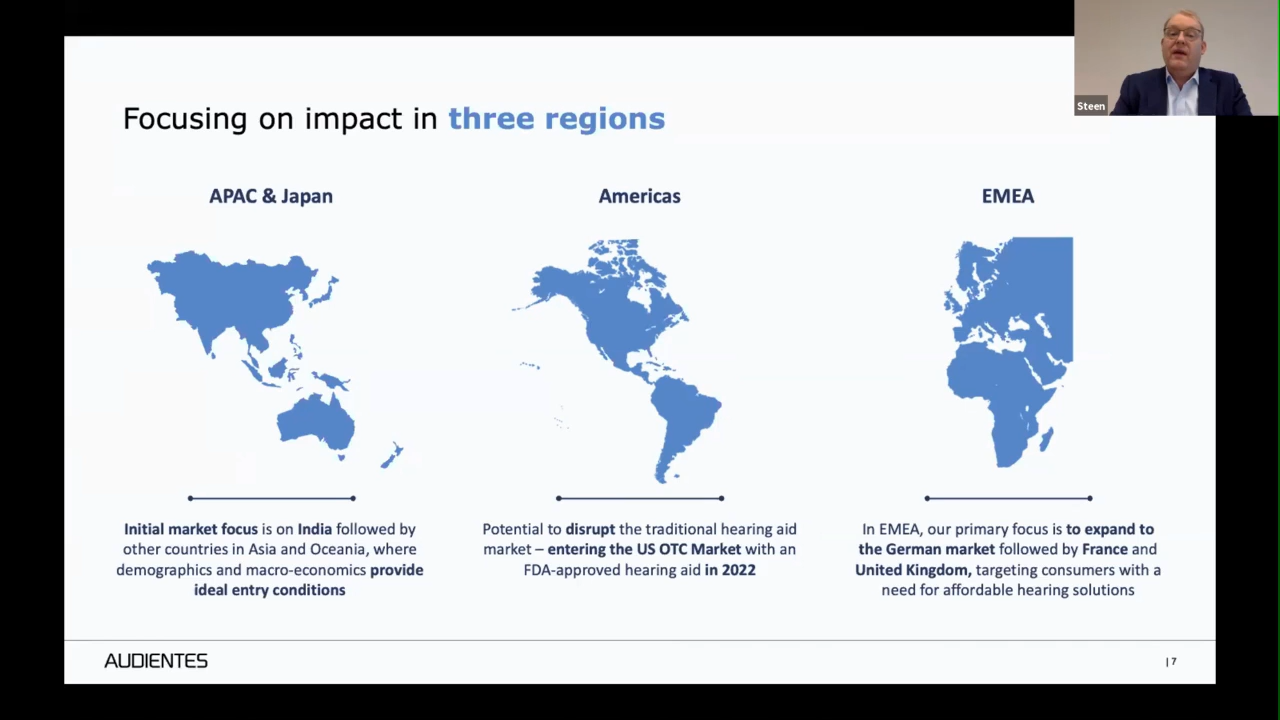 Steen
Focusing on impact in three regions
APAC & Japan
Americas
EMEA
Initial market focus is on India followed by
other countries in Asia and Oceania, where
demographics and macro-economics provide
ideal entry conditions
Potential to disrupt the traditional hearing aid
market – entering the US OTC Market with an
FDA-approved hearing aid in 2022
In EMEA, our primary focus is to expand to
the German market followed by France and
United Kingdom, targeting consumers with a
need for affordable hearing solutions
AUDIENTES
| 7